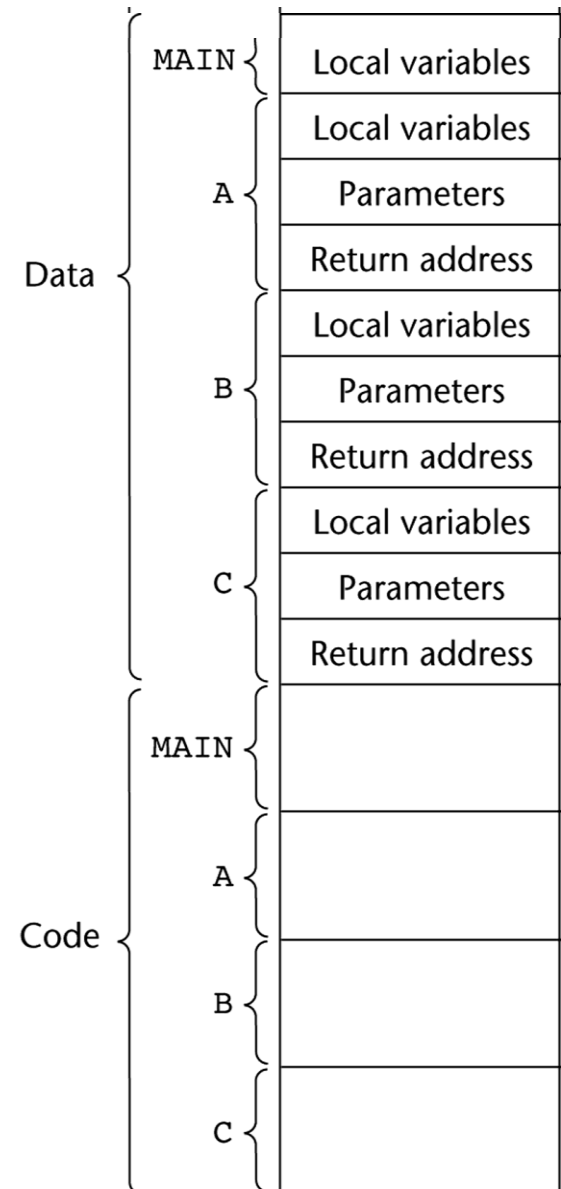 MAIN
Local variables
Local variables
A
Parameters
Return address
Data
Local variables
B
Parameters
Return address
Local variables
C
Parameters
Return address
MAIN
A
Code
B
C